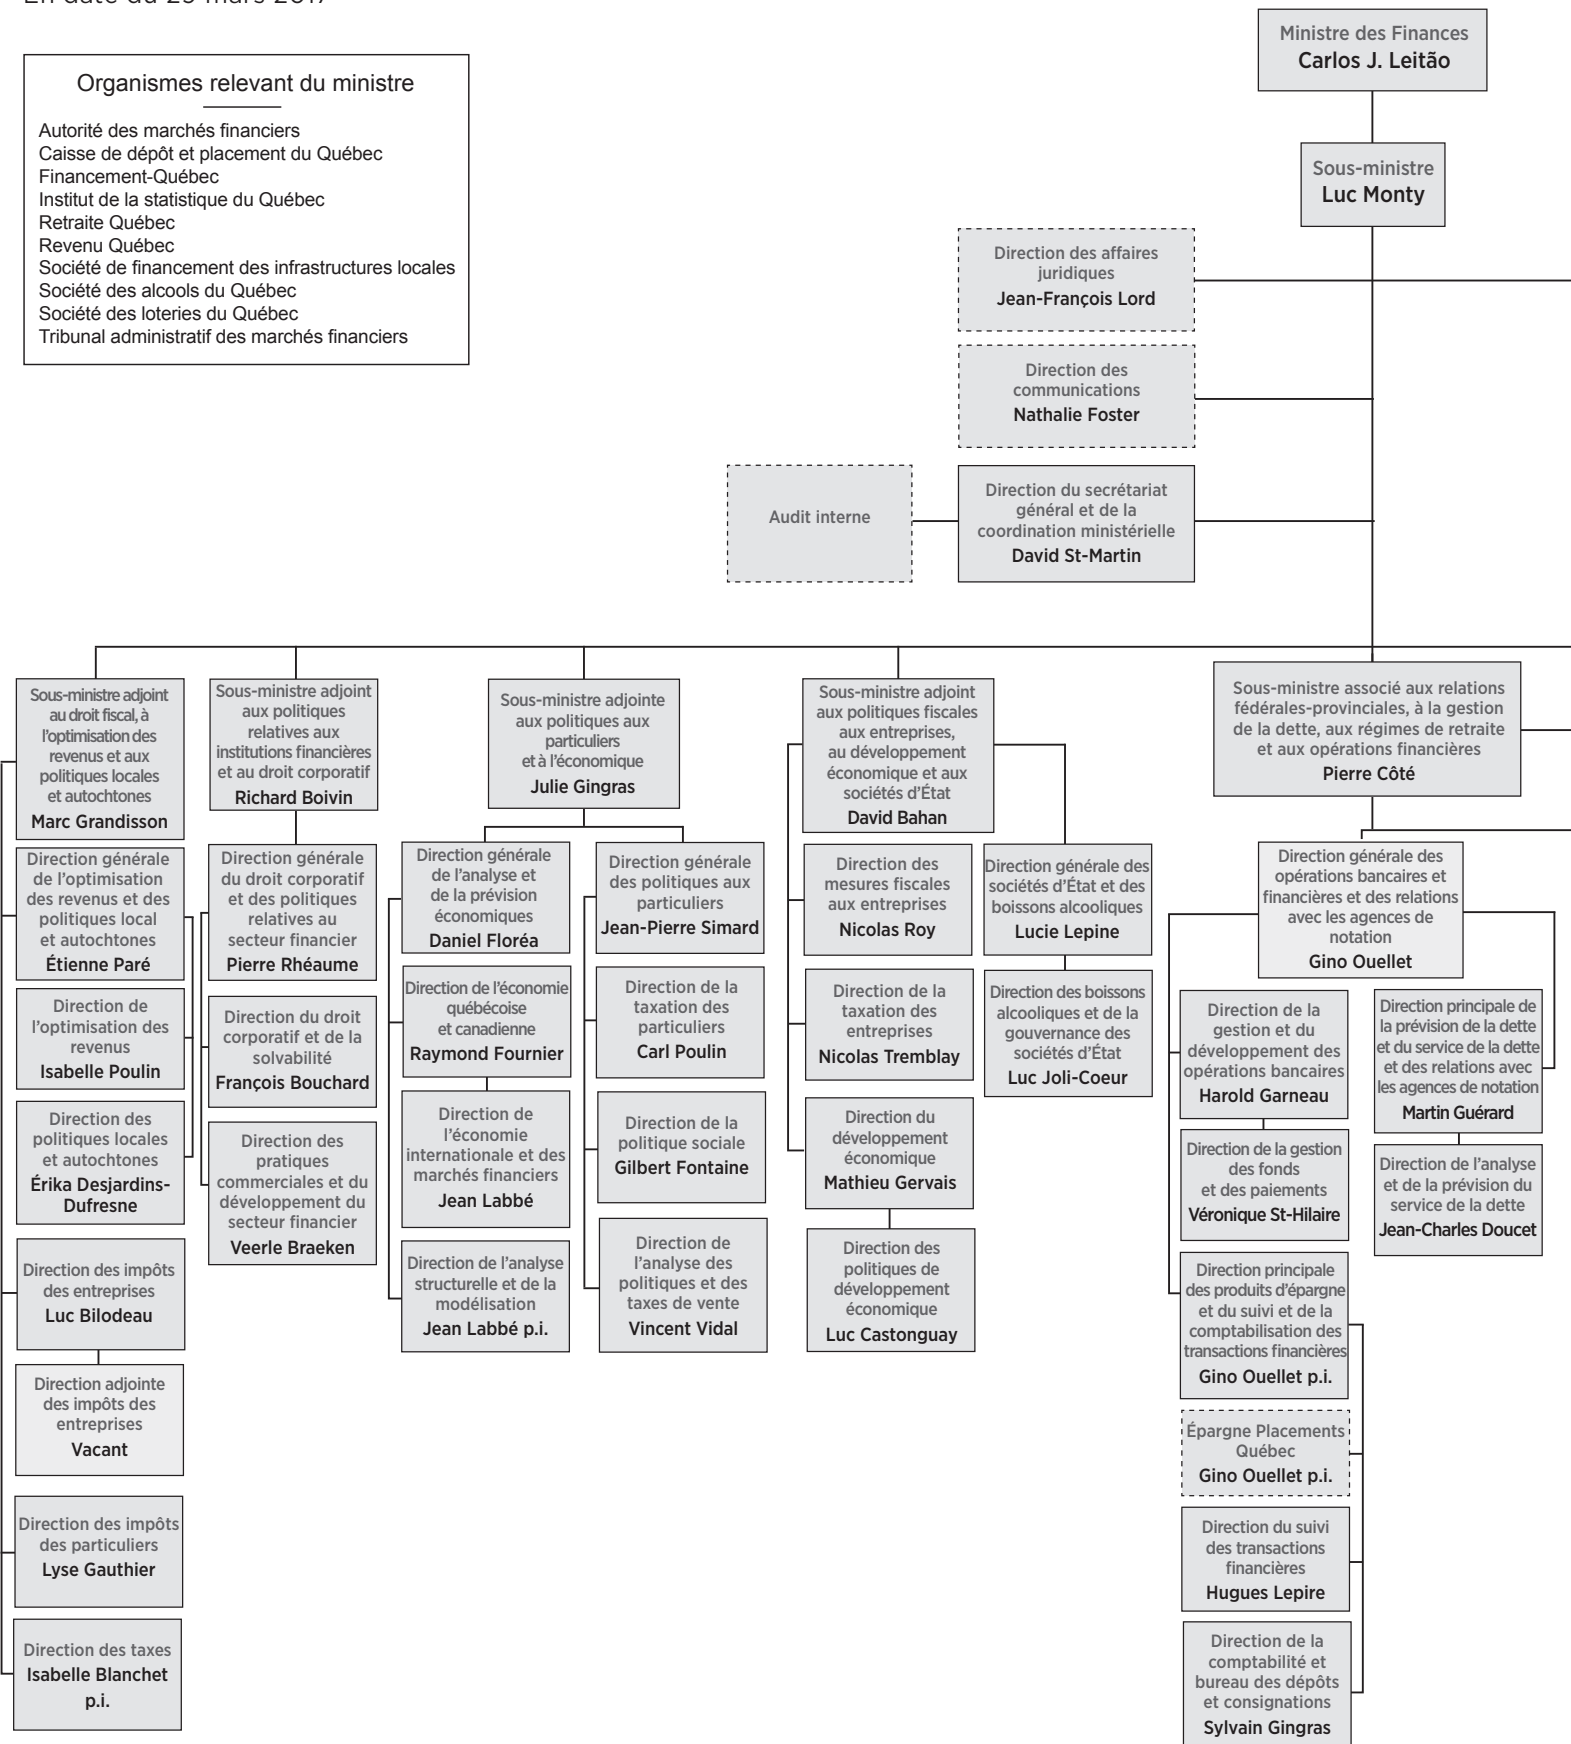 En date du 29 mars 2017
Organismes relevant du ministre
Autorité des marchés financiers
Caisse de dépôt et placement du Québec
Financement-Québec
Institut de la statistique du Québec
Retraite Québec
Revenu Québec
Société de financement des infrastructures locales
Société des alcools du Québec
Société des loteries du Québec
Tribunal administratif des marchés financiers
Ministre des Finances
Carlos J. Leitão
Sous-ministre
Luc Monty
Direction des affaires
juridiques
Jean-François Lord
Direction des
communications
Nathalie Foster
Audit interne
Direction du secrétariat
général et de la
coordination ministérielle
David St-Martin
Sous-ministre adjoint
au droit fiscal, à
l'optimisation des
revenus et aux
politiques locales
et autochtones
Marc Grandisson
Direction générale
de l'optimisation
des revenus et des
politiques local
et autochtones
Étienne Paré
Direction de
l'optimisation des
revenus
Isabelle Poulin
Direction des
politiques locales
et autochtones
Érika Desjardins-
Dufresne
Direction des impôts
des entreprises
Luc Bilodeau
Direction adjointe
des impôts des
entreprises
Vacant
Direction des impôts
des particuliers
Lyse Gauthier
Direction des taxes
Isabelle Blanchet
p.i.
Sous-ministre adjoint
aux politiques
relatives aux
institutions financières
et au droit corporatif
Richard Boivin
Direction générale
du droit corporatif
et des politiques
relatives au
secteur financier
Pierre Rhéaume
Direction du droit
corporatif et de la
solvabilité
François Bouchard
Direction des
pratiques
commerciales et du
développement du
secteur financier
Veerle Braeken
Sous-ministre adjointe
aux politiques aux
particuliers
et à l'économique
Julie Gingras
Direction générale
de l'analyse et
de la prévision
économiques
Daniel Floréa
Direction de l'économie
québécoise
et canadienne
Raymond Fournier
Direction de
l'économie
internationale et des
marchés financiers
Jean Labbé
Direction de l'analyse
structurelle et de la
modélisation
Jean Labbé p.i.
Direction générale
des politiques aux
particuliers
Jean-Pierre Simard
Direction de la
taxation des
particuliers
Carl Poulin
Direction de la
politique sociale
Gilbert Fontaine
Direction de
l'analyse des
politiques et des
taxes de vente
Vincent Vidal
Sous-ministre adjoint
aux politiques fiscales
aux entreprises,
au développement
économique et aux
sociétés d'État
David Bahan
Direction des
mesures fiscales
aux entreprises
Nicolas Roy
Direction de la
taxation des
entreprises
Nicolas Tremblay
Direction du
développement
économique
Mathieu Gervais
Direction des
politiques de
développement
économique
Luc Castonguay
Direction générale des
sociétés d'État et des
boissons alcooliques
Lucie Lepine
Direction des boissons
alcooliques et de la
gouvernance des
sociétés d'État
Luc Joli-Coeur
Sous-ministre associé aux relations
fédérales-provinciales, à la gestion
de la dette, aux régimes de retraite
et aux opérations financières
Pierre Côté
Direction générale des
opérations bancaires et
financières et des relations
avec les agences de
notation
Gino Ouellet
Direction de la
gestion et du
développement des
opérations bancaires
Harold Garneau
Direction de la gestion
des fonds
et des paiements
Véronique St-Hilaire
Direction principale
des produits d'épargne
et du suivi et de la
comptabilisation des
transactions financières
Gino Ouellet p.i.
Épargne Placements
Québec
Gino Ouellet p.i.
Direction du suivi
des transactions
financières
Hugues Lepire
Direction de la
comptabilité et
bureau des dépôts
et consignations
Sylvain Gingras
Direction principale de
la prévision de la dette
et du service de la dette
et des relations avec
les agences de notation
Martin Guérard
Direction de l'analyse
et de la prévision du
service de la dette
Jean-Charles Doucet